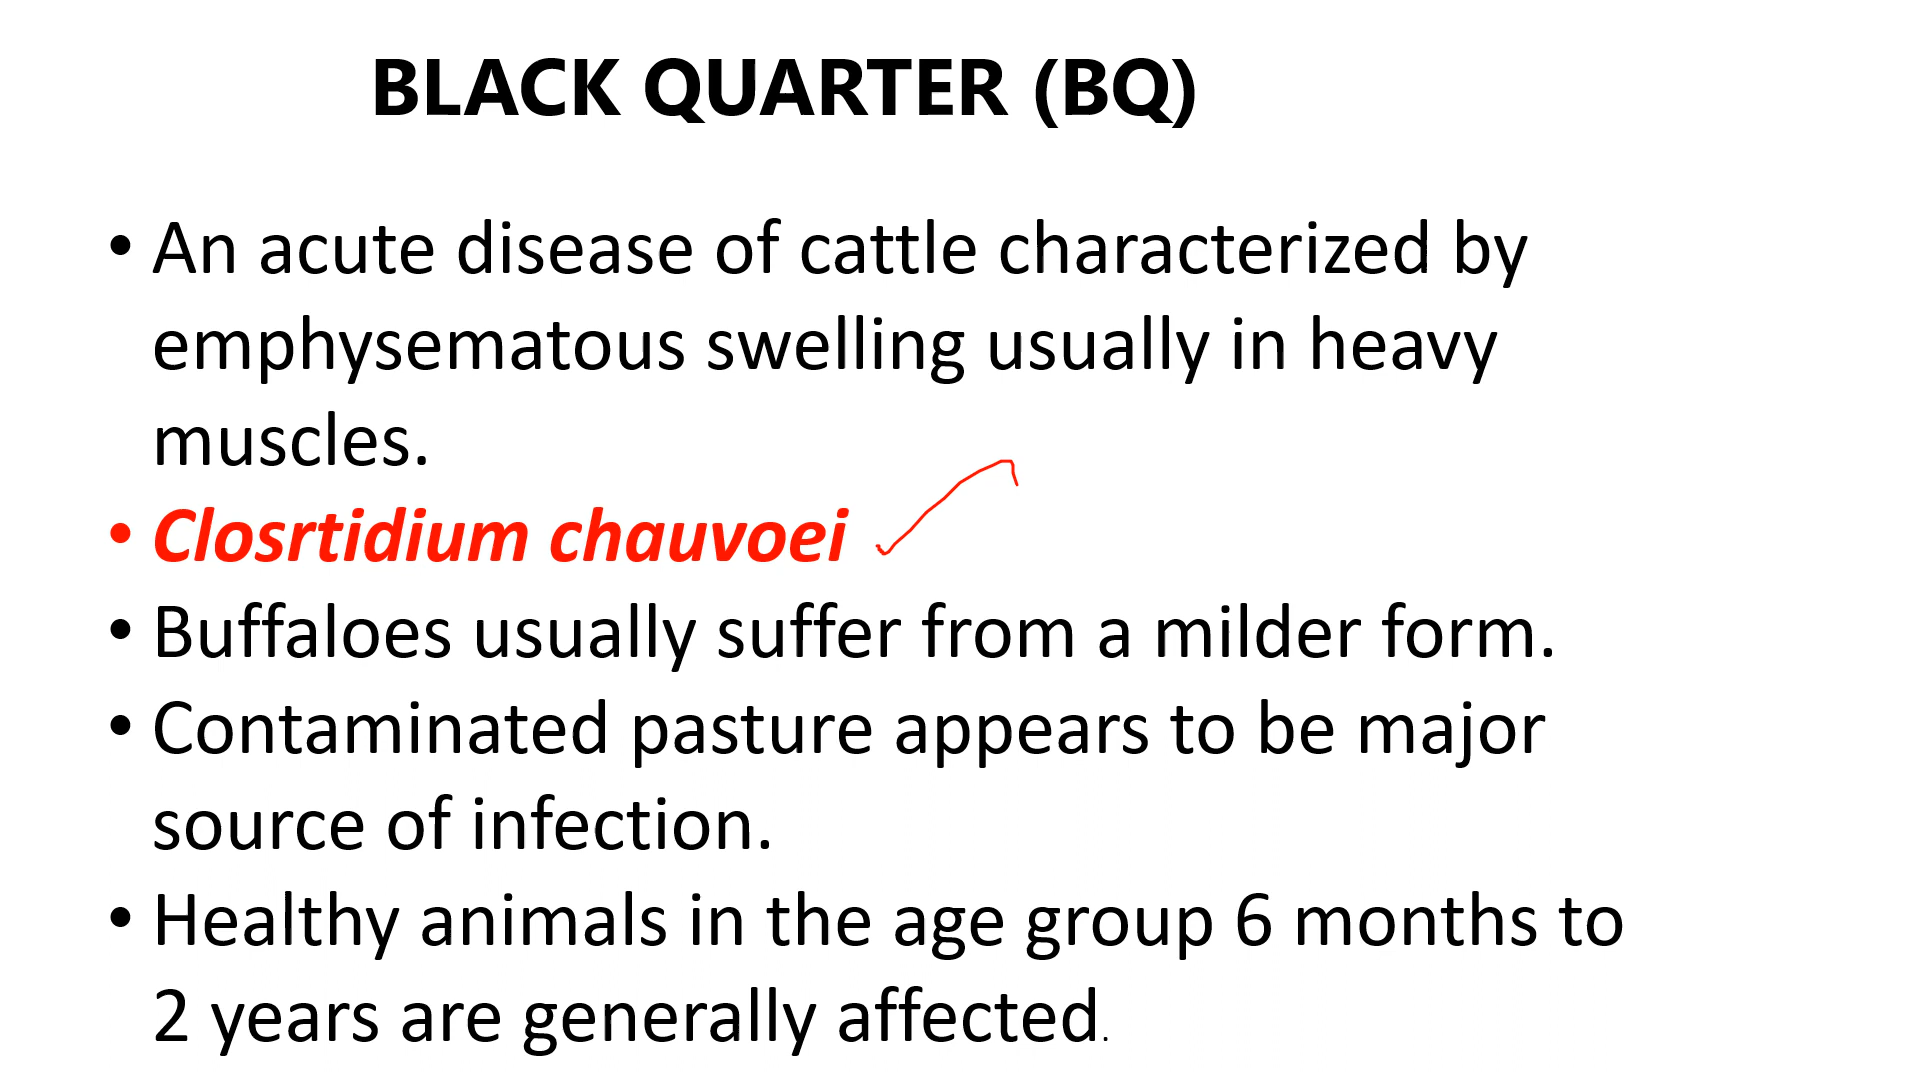 BLACK QUARTER (BQ)
• An acute disease of cattle characterized by
emphysematous swelling usually in heavy
muscles.
• Closrtidium chauvoei
• Buffaloes usually suffer from a milder form.
• Contaminated pasture appears to be major
source of infection.
• Healthy animals in the age group 6 months to
2 years are generally affected.